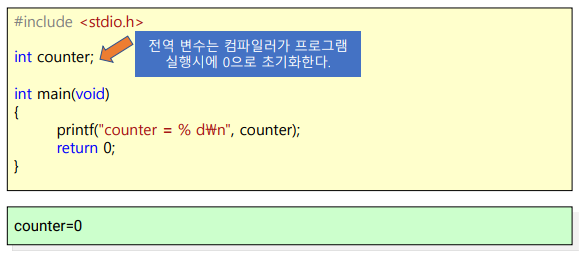 #include <stdio.h>
전역 변수는 컴파일러가 프로그램
실행시에 0으로 초기화한다.
int counter;
int main(void)
{
printf("counter = % d₩n", counter);
return 0;
}
counter=0